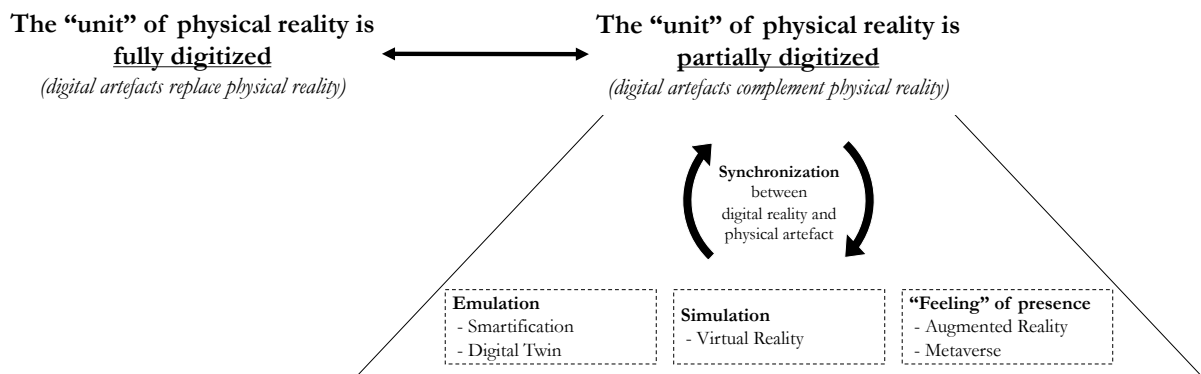 The “unit” of physical reality is
fully digitized
(digital artefacts replace physical reality)
The “unit” of physical reality is
partially digitized
(digital artefacts complement physical reality)
Synchronization
between
digital reality and
physical artefact
Emulation
- Smartification
- Digital Twin
Simulation
- Virtual Reality
“Feeling” of presence
- Augmented Reality
- Metaverse